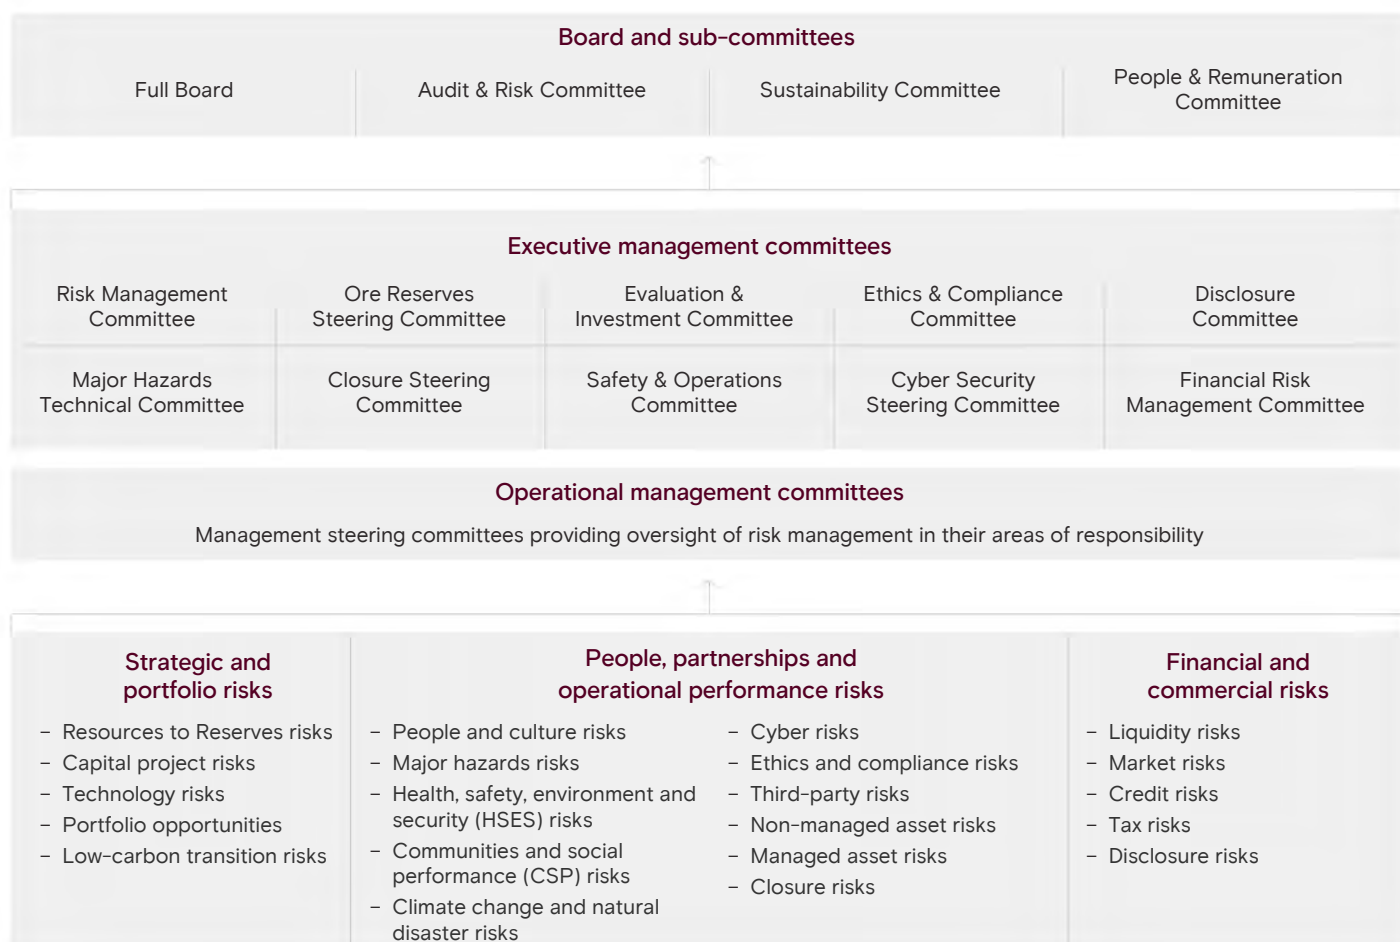 Board and sub-committees
Full Board
Audit & Risk Committee
Sustainability Committee
People & Remuneration
Committee
Executive management committees
Risk Management
Committee
Ore Reserves
Steering Committee
Evaluation &
Investment Committee
Ethics & Compliance
Committee
Disclosure
Committee
Major Hazards
Technical Committee
Closure Steering
Committee
Safety & Operations
Committee
Cyber Security
Steering Committee
Financial Risk
Management Committee
Operational management committees
Management steering committees providing oversight of risk management in their areas of responsibility
Strategic and
portfolio risks
– Resources to Reserves risks
– Capital project risks
– Technology risks
– Portfolio opportunities
– Low-carbon transition risks
People, partnerships and
operational performance risks
– People and culture risks
– Major hazards risks
– Health, safety, environment and
security (HSES) risks
– Communities and social
performance (CSP) risks
– Climate change and natural
disaster risks
– Cyber risks
– Ethics and compliance risks
– Third-party risks
– Non-managed asset risks
– Managed asset risks
– Closure risks
Financial and
commercial risks
– Liquidity risks
– Market risks
– Credit risks
– Tax risks
– Disclosure risks